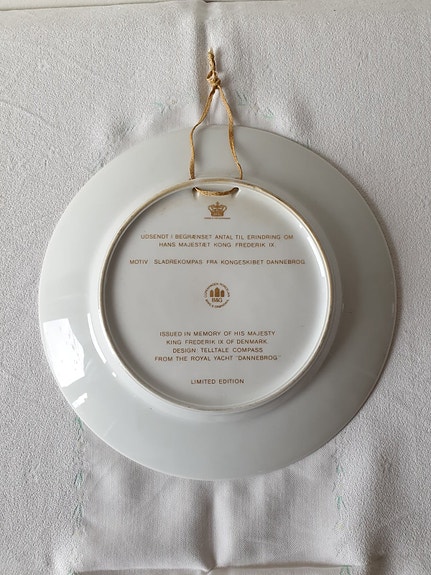 UDSENDT I BEGRÆNSET ANTAL TIL ERINDRING OM
HANS MAJESTÆT KONG FREDERIK IX
MOTIV: SLADREKOMPAS FRA KONGESKIBET DANNEBROG
B&G
ISSUED IN MEMORY OF HIS MAJESTY
KING FREDERIK IX OF DENMARK
DESIGN: TELLTALE COMPASS
FROM THE ROYAL YACHT "DANNEBROG"
LIMITED EDITION